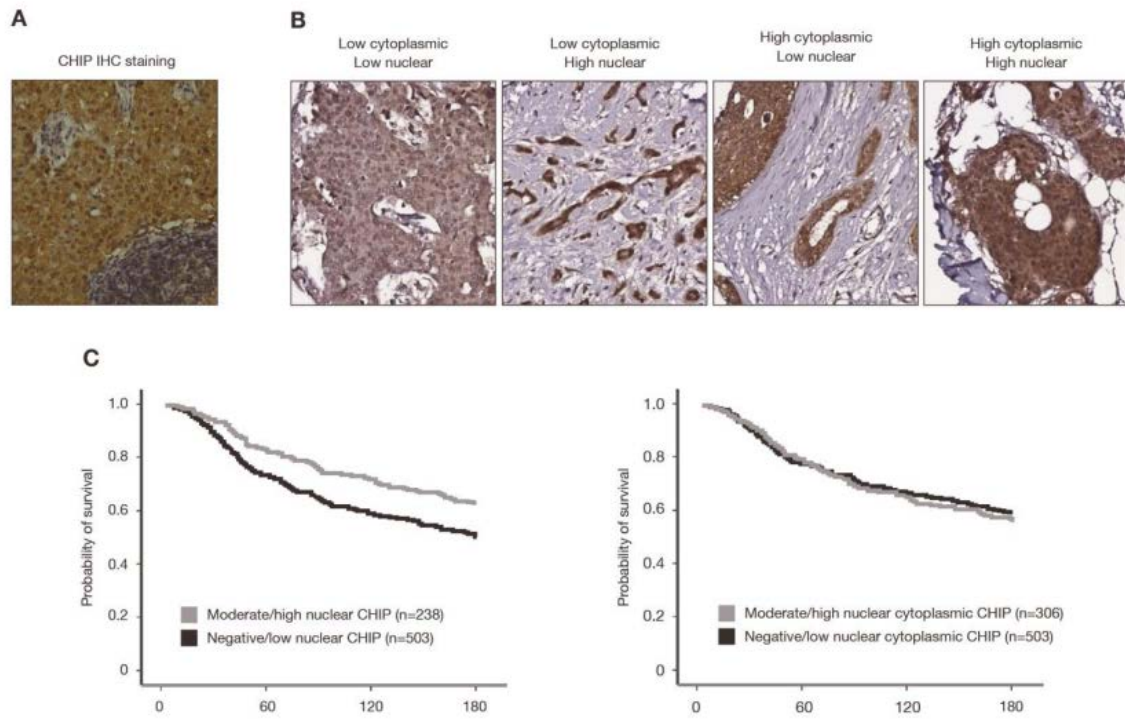 A
CHIP IHC staining
B
Low cytoplasmic
Low nuclear
Low cytoplasmic
High nuclear
High cytoplasmic
Low nuclear
High cytoplasmic
High nuclear
C
Probability of survival
1.0
0.8
0.6
0.4
0.2
0
Moderate/high nuclear CHIP (n=238)
Negative/low nuclear CHIP (n=503)
0
60
120
180
Probability of survival
1.0
0.8
0.6
0.4
0.2
0
Moderate/high nuclear cytoplasmic CHIP (n=306)
Negative/low nuclear cytoplasmic CHIP (n=503)
0
60
120
180